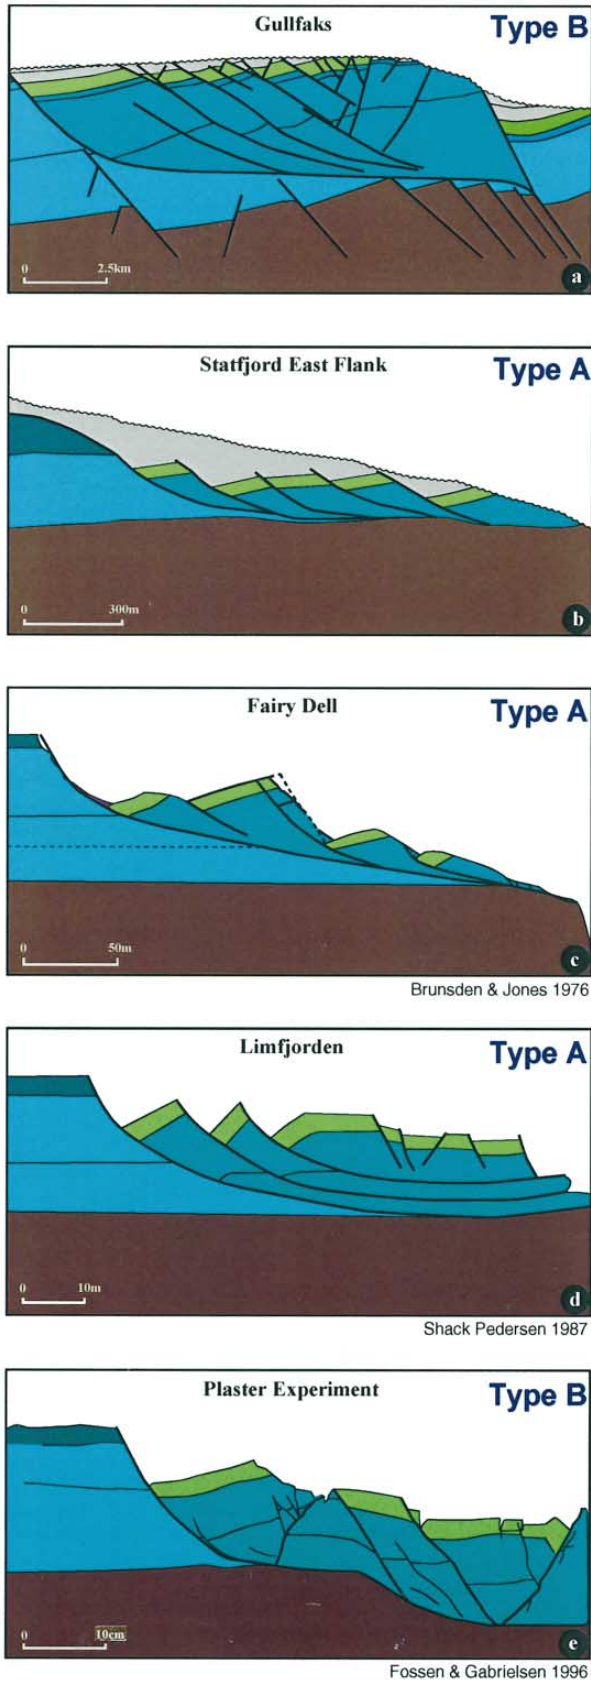 Gullfaks
Type B
0 2.5km
a
Statfjord East Flank
Type A
0 300m
b
Fairy Dell
Type A
0 50m
c
Brunsden & Jones 1976
Limfjorden
Type A
0 10m
d
Shack Pedersen 1987
Plaster Experiment
Type B
0 10cm
e
Fossen & Gabrielsen 1996